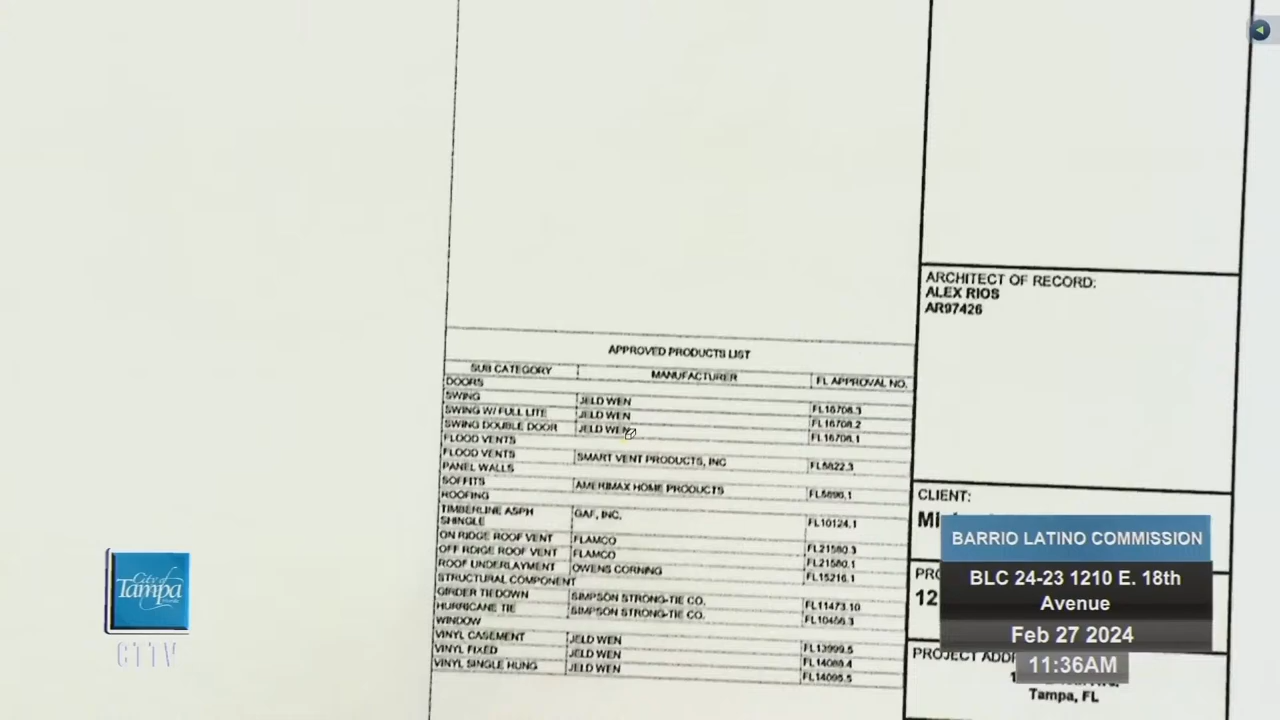 ARCHITECT OF RECORD:
ALEX RIOS
AR97426
APPROVED PRODUCTS LIST
SUB CATEGORY MANUFACTURER FL APPROVAL NO.
DOORS
SWING JELD WEN FL16708.3
SWING W/ FULL LITE JELD WEN FL16708.2
SWING DOUBLE DOOR JELD WEN FL16708.1
FLOOD VENTS
FLOOD VENTS SMART VENT PRODUCTS, INC FL5822.3
PANEL WALLS
SOFFITS AMERIMAX HOME PRODUCTS FL5896.1
ROOFING
TIMBERLINE ASPH
SHINGLE GAF, INC. FL10124.1
ON RIDGE ROOF VENT FLAMCO FL21580.3
OFF RDIGE ROOF VENT FLAMCO FL21580.1
ROOF UNDERLAYMENT OWENS CORNING FL15216.1
STRUCTURAL COMPONENT
GIRDER TIEDOWN SIMPSON STRONG-TIE CO. FL11473.10
HURRICANE TIE SIMPSON STRONG-TIE CO. FL10456.3
WINDOW
VINYL CASEMENT JELD WEN FL13999.5
VINYL FIXED JELD WEN FL14088.4
VINYL SINGLE HUNG JELD WEN FL14095.5
CLIENT:
PROJECT ADD
Tampa, FL
BARRIO LATINO COMMISSION
BLC 24-23 1210 E. 18th
Avenue
Feb 27 2024
11:36AM
City of
Tampa
CTTV